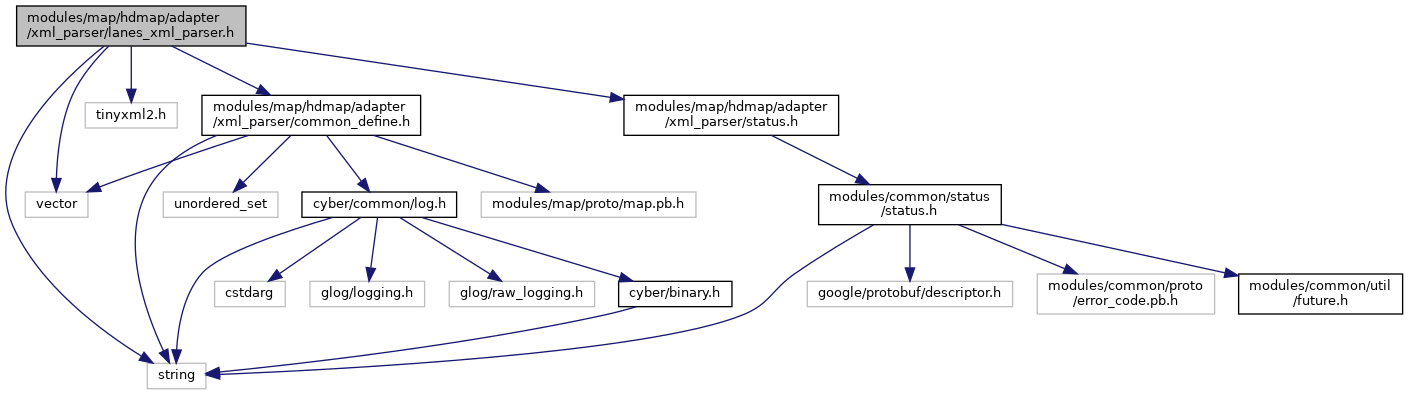 modules/map/hdmap/adapter
/xml_parser/lanes_xml_parser.h
tinyxml2.h
modules/map/hdmap/adapter
/xml_parser/common_define.h
modules/map/hdmap/adapter
/xml_parser/status.h
vector
unordered_set
cyber/common/log.h
modules/map/proto/map.pb.h
modules/common/status
/status.h
cstdarg
glog/logging.h
glog/raw_logging.h
cyber/binary.h
google/protobuf/descriptor.h
modules/common/proto
/error_code.pb.h
modules/common/util
/future.h
string